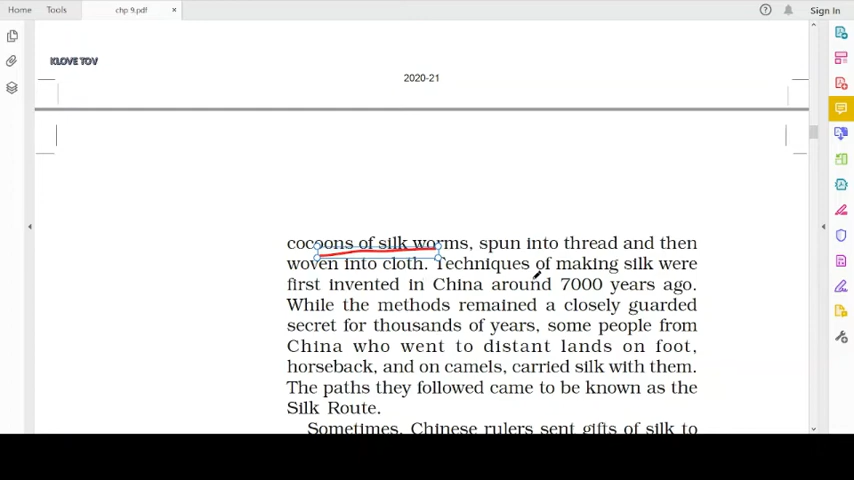 Home
Tools
chp 9.pdf
×
?
Sign In
KLOVE TOV
2020-21
cocoons of silk worms, spun into thread and then
woven into cloth. Techniques of making silk were
first invented in China around 7000 years ago.
While the methods remained a closely guarded
secret for thousands of years, some people from
China who went to distant lands on foot,
horseback, and on camels, carried silk with them.
The paths they followed came to be known as the
Silk Route.
Sometimes, Chinese rulers sent gifts of silk to